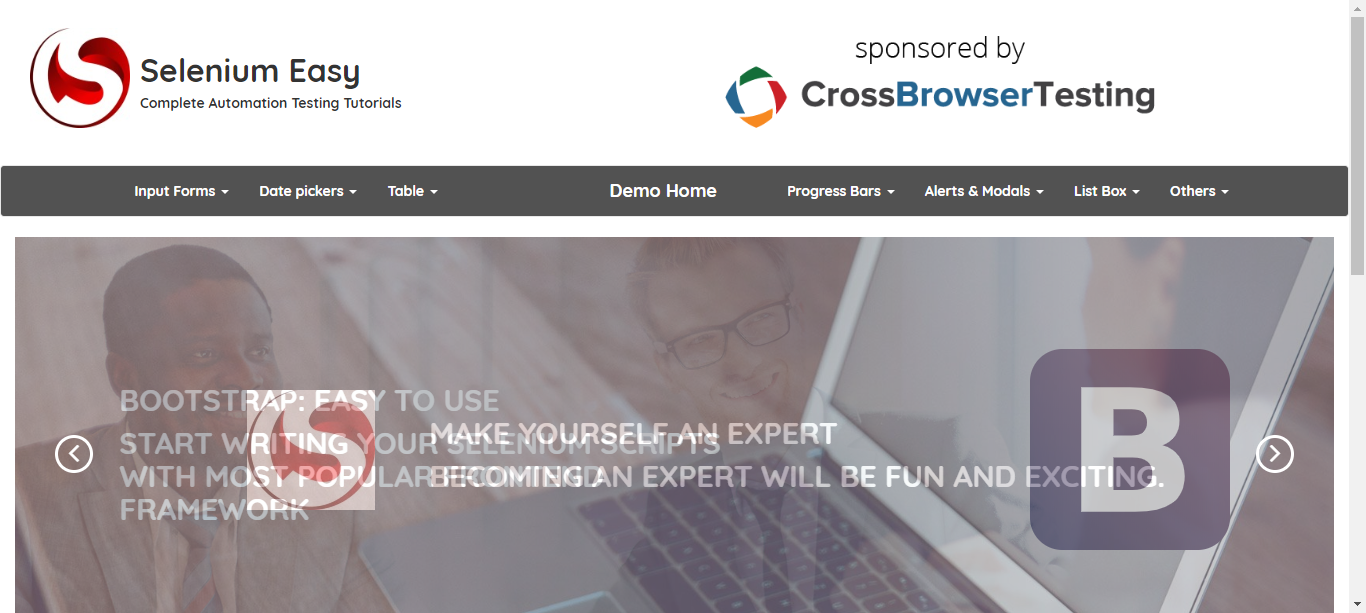 Selenium Easy
Complete Automation Testing Tutorials
sponsored by
CrossBrowserTesting
Input Forms
Date pickers
Table
Demo Home
Progress Bars
Alerts & Modals
List Box
Others
BOOTSTRAP: EASY TO USE
START WRITING YOUR SELENIUM SCRIPTS
WITH MOST POPULAR
FRAMEWORK
MAKE YOURSELF AN EXPERT
BECOMING AN EXPERT WILL BE FUN AND EXCITING.
B